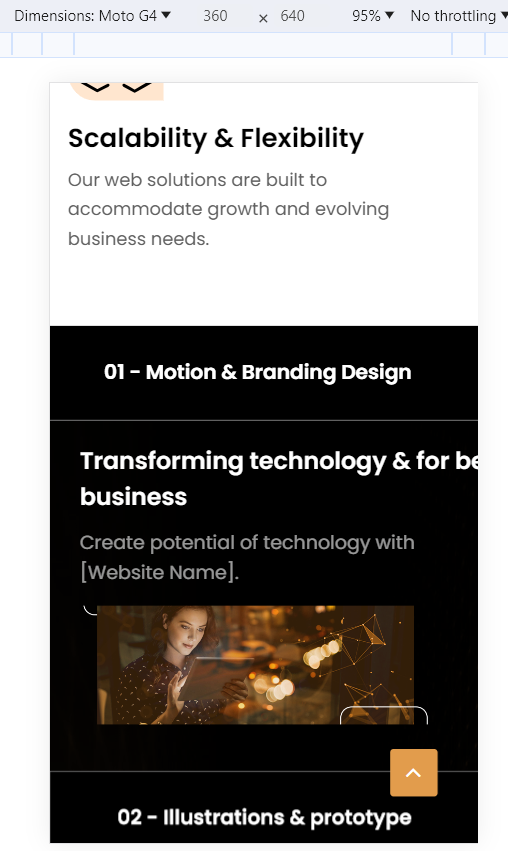 Dimensions: Moto G4 360 × 640 95% No throttling
Scalability & Flexibility
Our web solutions are built to
accommodate growth and evolving
business needs.
01 - Motion & Branding Design
Transforming technology & for be
business
Create potential of technology with
[Website Name].
02 - Illustrations & prototype